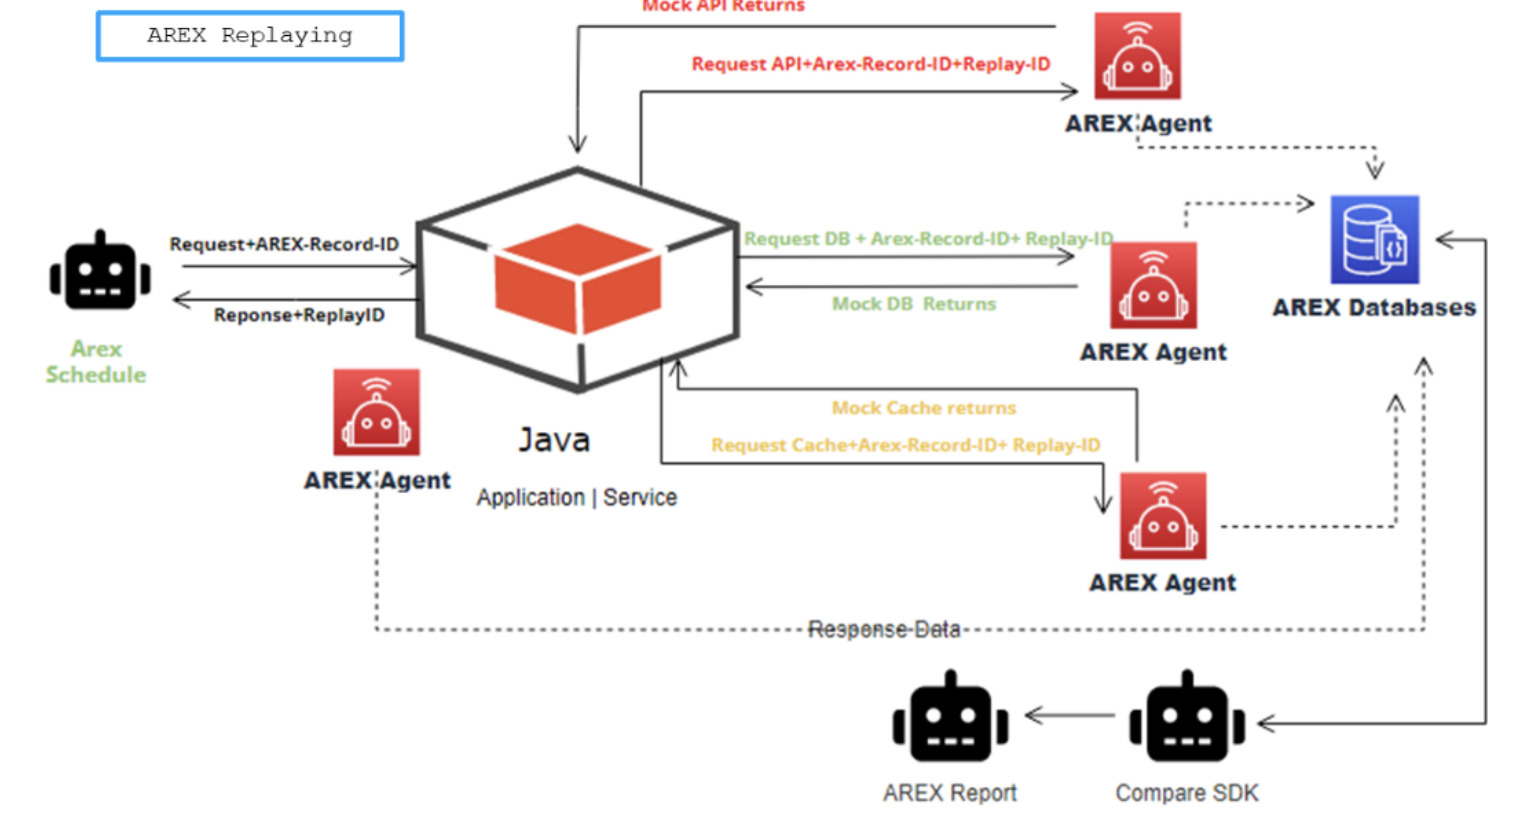 Mock API Returns
AREX Replaying
Request API+Arex-Record-ID+Replay-ID
AREX Agent
Request+AREX-Record-ID
Request DB + Arex-Record-ID+ Replay-ID
Mock DB Returns
Reponse+ReplayID
AREX Databases
Arex
Schedule
AREX Agent
Mock Cache returns
Java
Request Cache+Arex-Record-ID+ Replay-ID
AREX Agent
Application | Service
AREX Agent
Response Data
AREX Report
Compare SDK